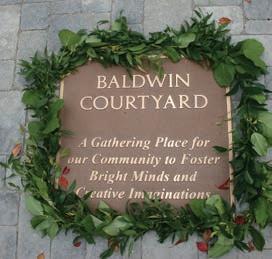 BALDWIN
COURTYARD
A Gathering Place for
our Community to Foster
Bright Minds and
Creative Imaginations